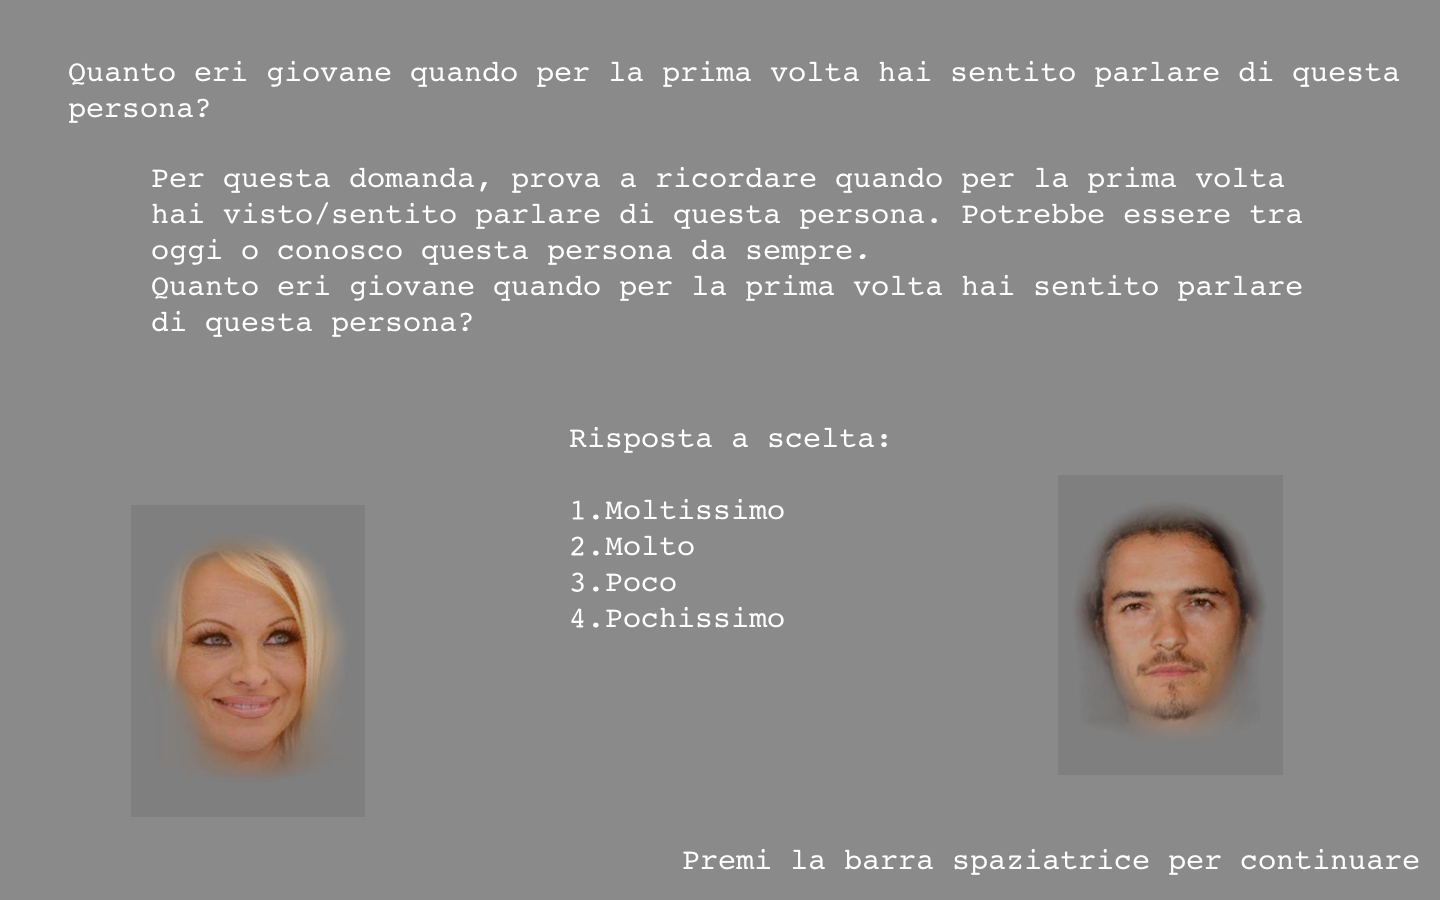 Quanto eri giovane quando per la prima volta hai sentito parlare di questa
persona?
Per questa domanda, prova a ricordare quando per la prima volta
hai visto/sentito parlare di questa persona. Potrebbe essere tra
oggi o conosco questa persona da sempre.
Quanto eri giovane quando per la prima volta hai sentito parlare
di questa persona?
Risposta a scelta:
1.Moltissimo
2.Molto
3.Poco
4.Pochissimo
Premi la barra spaziatrice per continuare